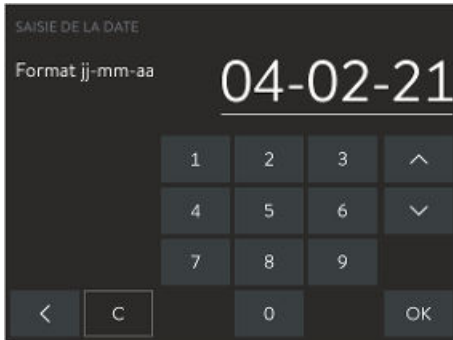 SAISIE DE LA DATE
Format jj-mm-aa
04-02-21
1 2 3
4 5 6
7 8 9
C 0 OK